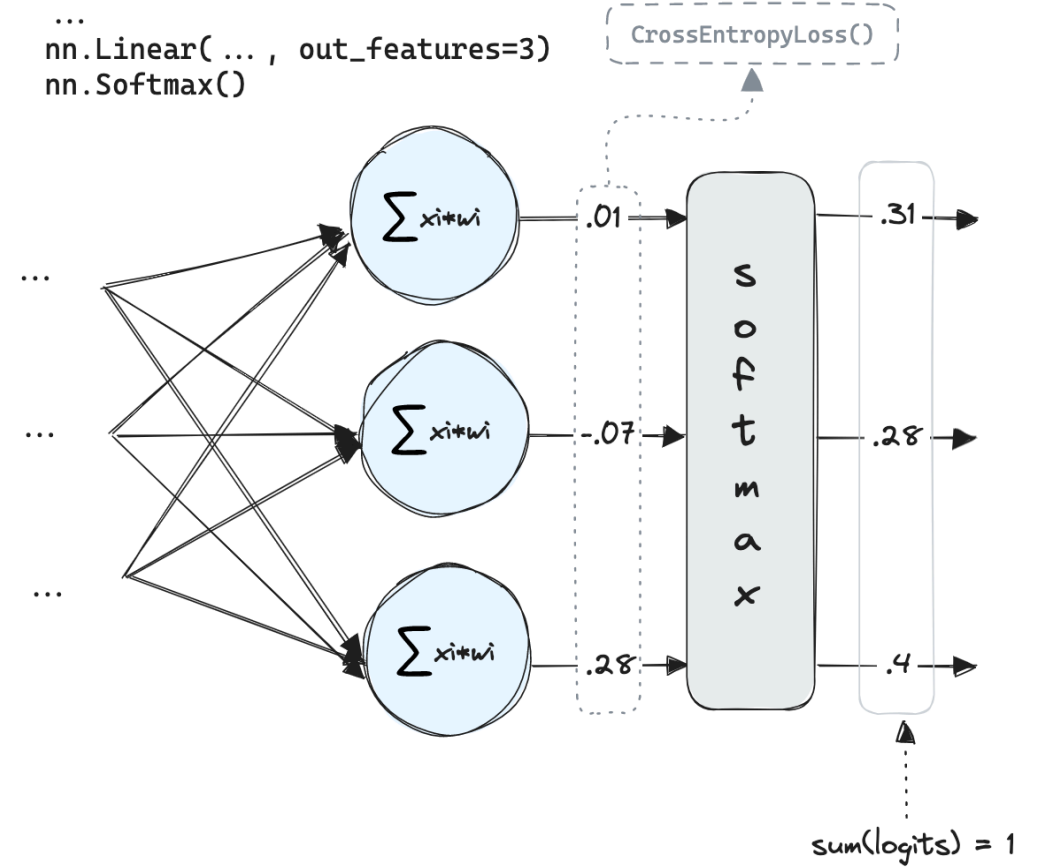 ...
nn.Linear(..., out_features=3)
nn.Softmax()
CrossEntropyLoss()
∑xi*wi
.01
.31
...
softmax
∑xi*wi
-.07
.28
...
∑xi*wi
.28
.4
...
sum(logits) = 1